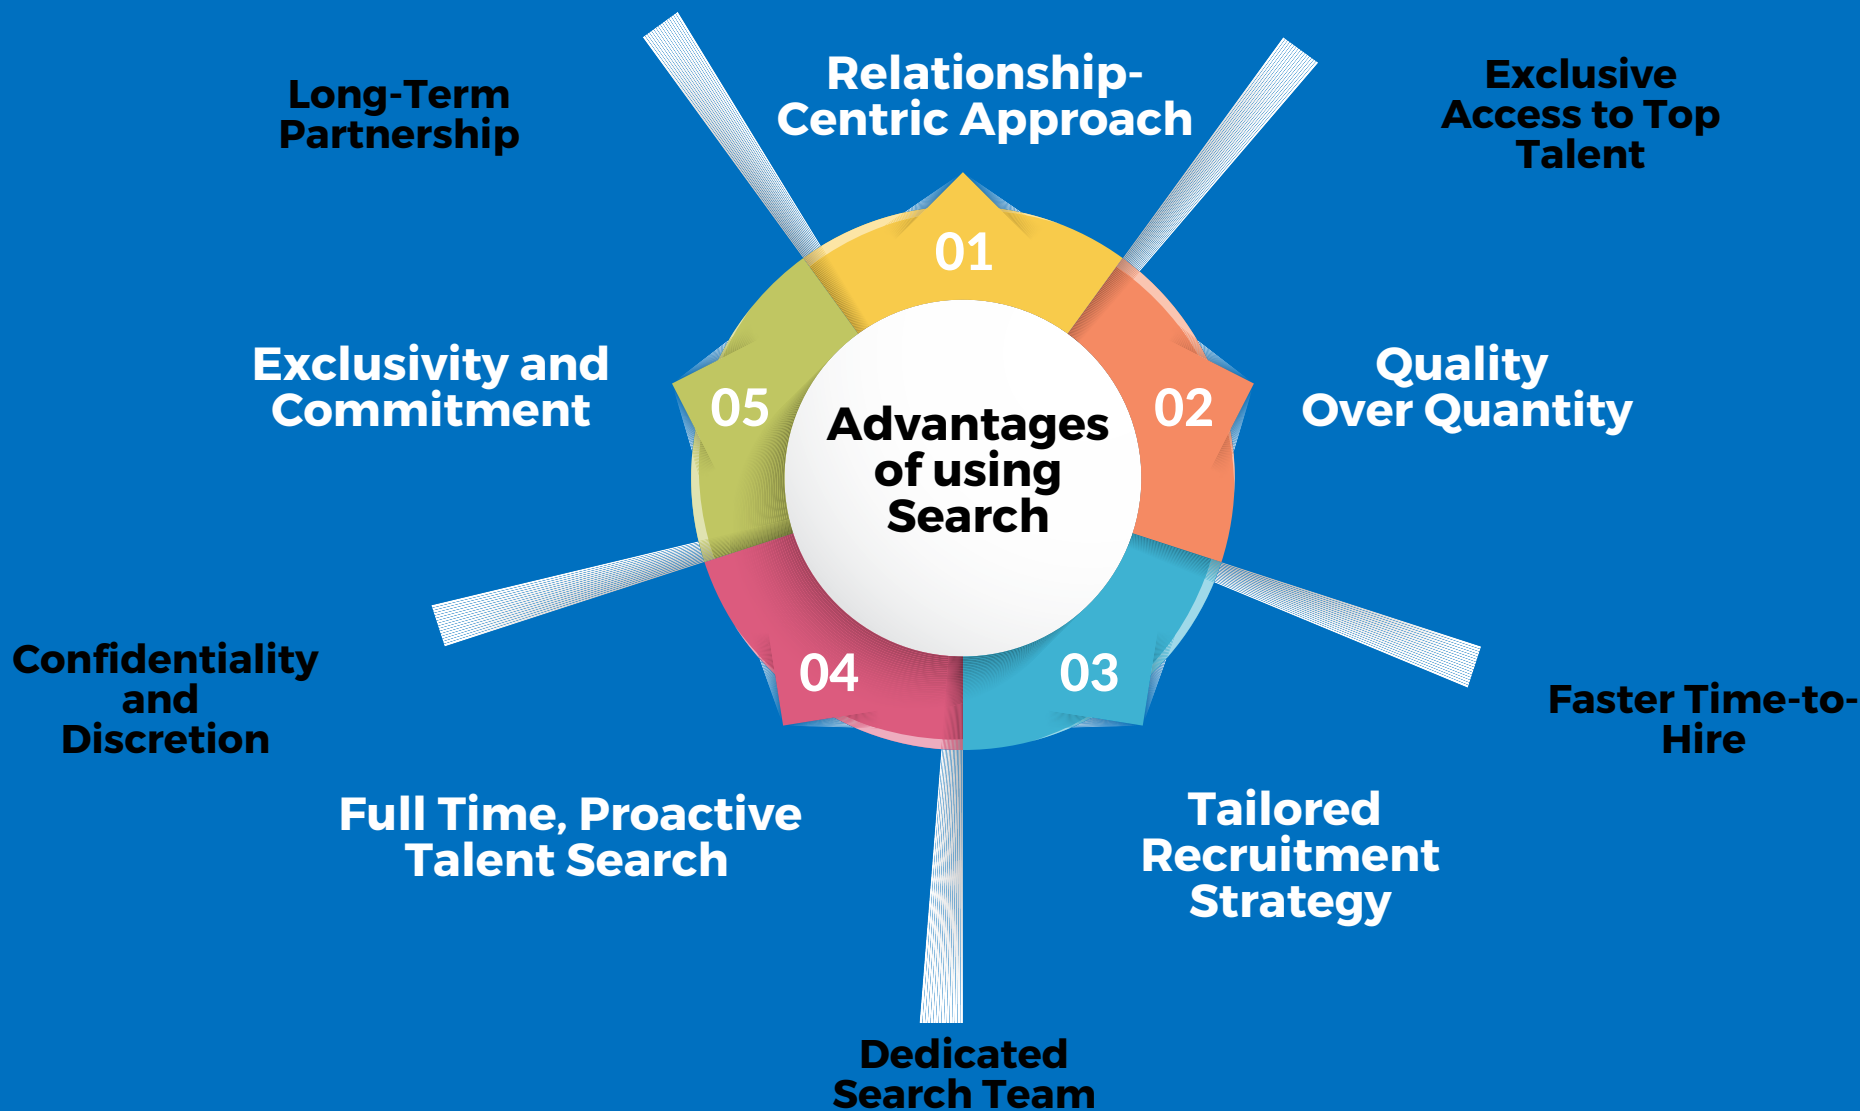 Long-Term
Partnership
Relationship-
Centric Approach
Exclusive
Access to Top
Talent
01
Exclusivity and
Commitment
05
Advantages
of using
Search
02
Quality
Over Quantity
Confidentiality
and
Discretion
04
03
Faster Time-to-
Hire
Full Time, Proactive
Talent Search
Tailored
Recruitment
Strategy
Dedicated
Search Team